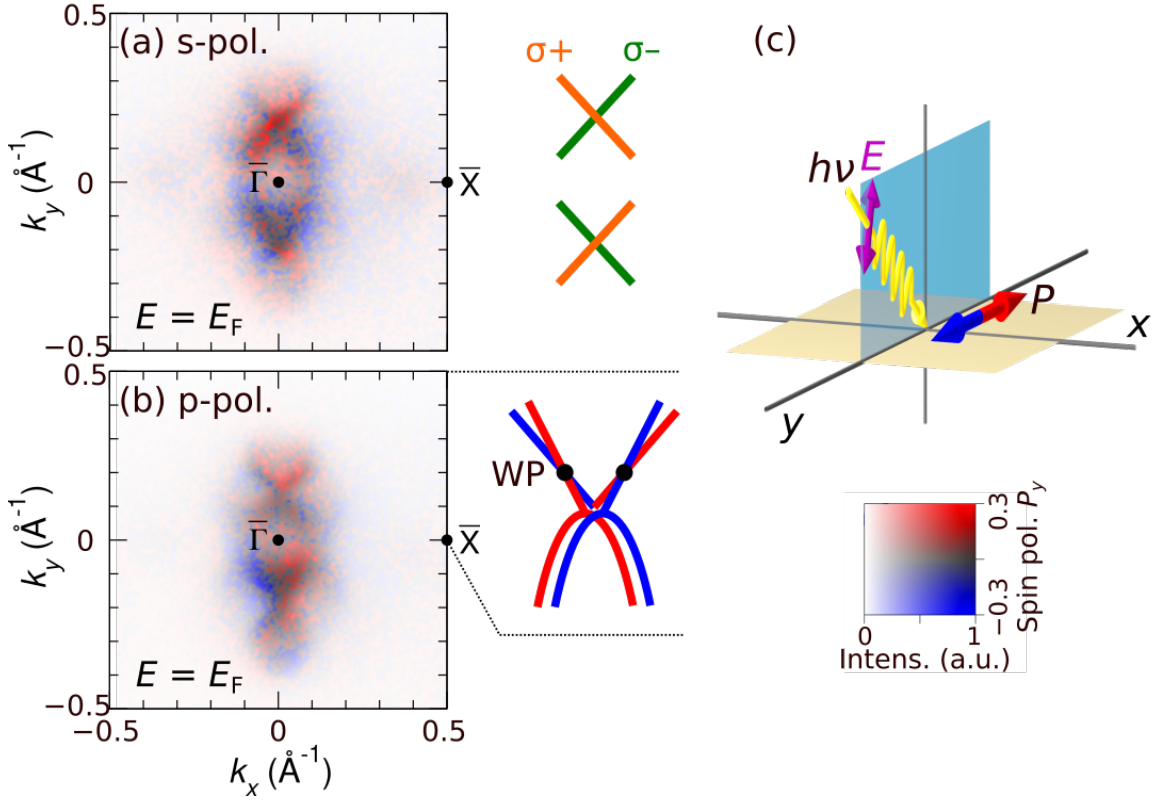 0.5
(a) s-pol.
k_y (Å⁻¹)
0
Γ̅
X̅
E = E_F
−0.5
σ+
σ−
(c)
hν
E
P
x
y
0.5
(b) p-pol.
k_y (Å⁻¹)
0
Γ̅
X̅
E = E_F
−0.5
−0.5
0
0.5
k_x (Å⁻¹)
WP
0.3
−0.3
Spin pol. P_y
0
1
Intens. (a.u.)